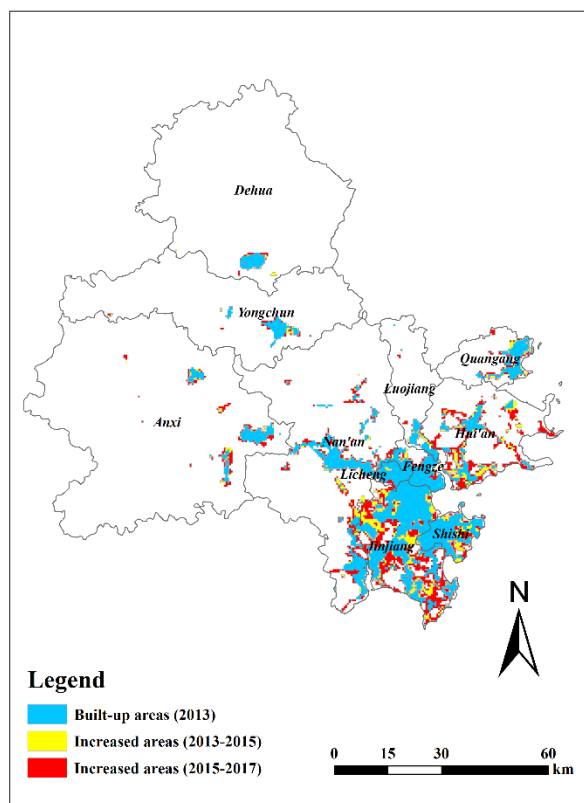 Dehua
Yongchun
Quangang
Luojiang
Anxi
Hui'an
Nan'an
Fengze
Licheng
Shishi
Jinjiang
N
Legend
Built-up areas (2013)
Increased areas (2013-2015)
Increased areas (2015-2017)
0 15 30 60
km